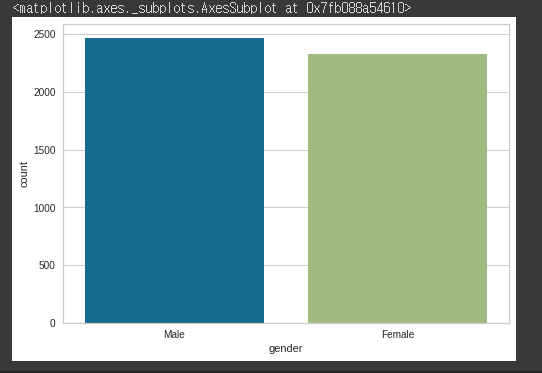 <matplotlib.axes._subplots.AxesSubplot at 0x7fb088a54610>
2500
2000
1500
1000
500
0
count
Male Female
gender